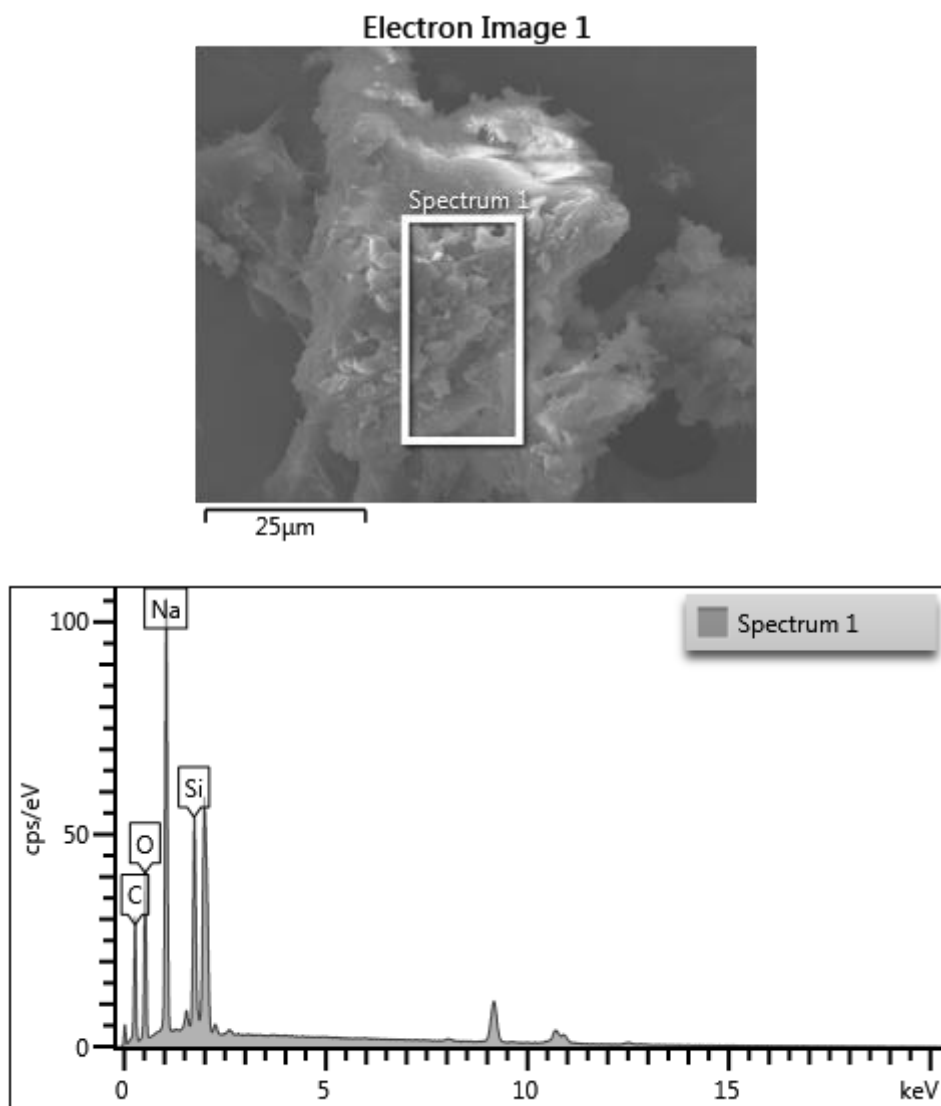 Electron Image 1
Spectrum 1
25μm
100
50
0
cps/eV
Na
Si
O
C
Spectrum 1
0
5
10
15
keV